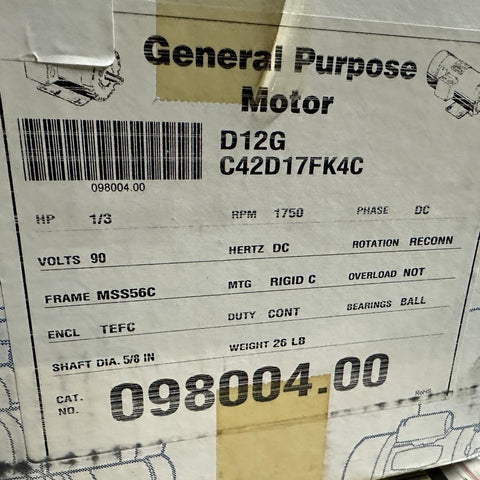 General Purpose
Motor
D12G
C42D17FK4C
098004.00
HP 1/3 RPM 1750 PHASE DC
VOLTS 90 HERTZ DC ROTATION RECONN
FRAME MSS56C MTG RIGID C OVERLOAD NOT
ENCL TEFC DUTY CONT BEARINGS BALL
SHAFT DIA. 5/8 IN WEIGHT 26 LB
CAT. NO. 098004.00
RoHS